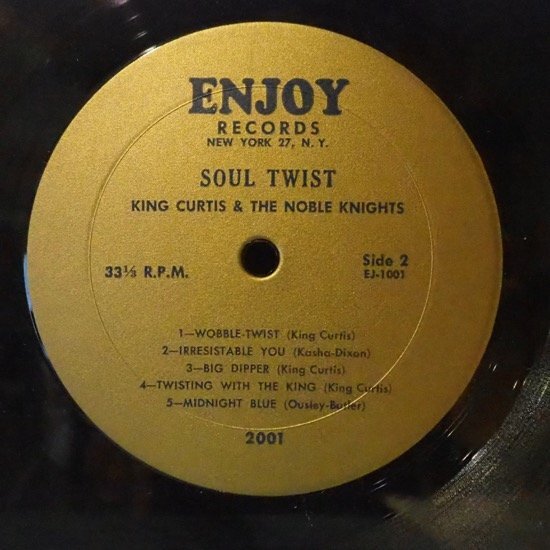 ENJOY
RECORDS
NEW YORK 27, N. Y.
SOUL TWIST
KING CURTIS & THE NOBLE KNIGHTS
33⅓ R.P.M.
Side 2
EJ-1001
1—WOBBLE-TWIST (King Curtis)
2—IRRESISTABLE YOU (Kasha-Dixon)
3—BIG DIPPER (King Curtis)
4—TWISTING WITH THE KING (King Curtis)
5—MIDNIGHT BLUE (Ousley-Butler)
2001